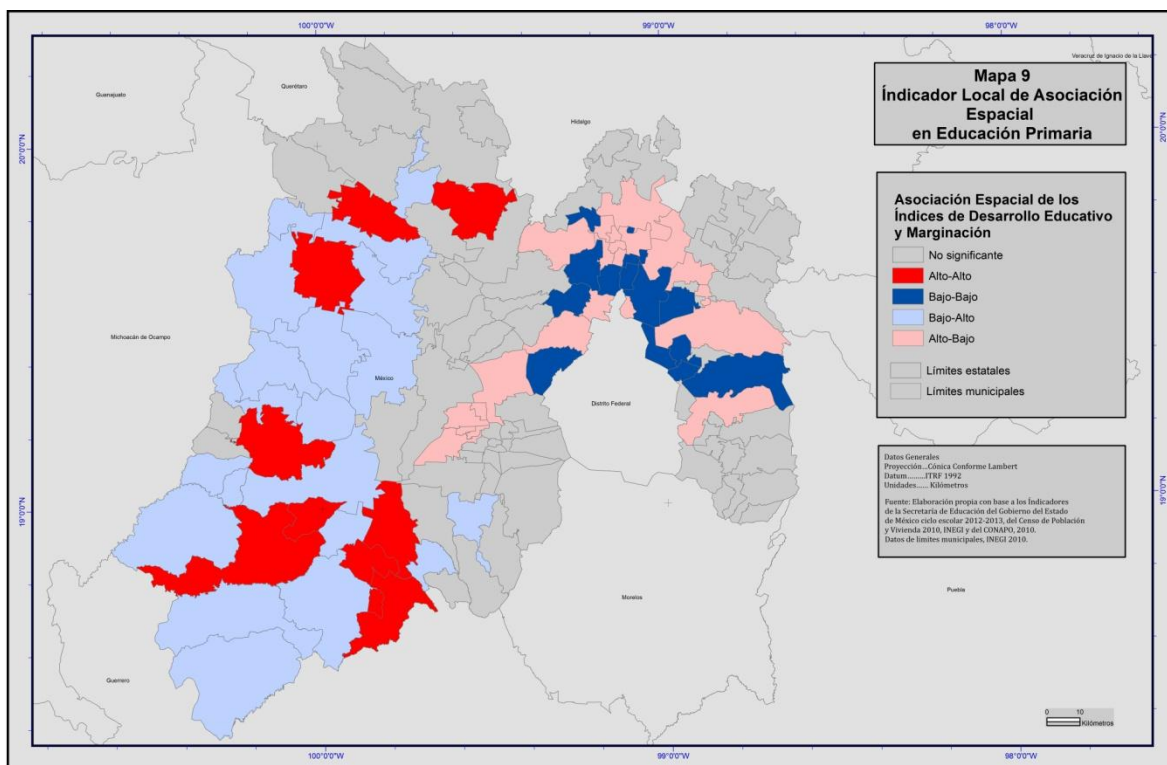 100°0'0"W
99°0'0"W
98°0'0"W
Veracruz de Ignacio de la Llave
Querétaro
Guanajuato
Hidalgo
20°0'0"N
20°0'0"N
Mapa 9
Índicador Local de Asociación
Espacial
en Educación Primaria
Asociación Espacial de los
Índices de Desarrollo Educativo
y Marginación
No significante
Alto-Alto
Bajo-Bajo
Bajo-Alto
Alto-Bajo
Límites estatales
Límites municipales
Michoacán de Ocampo
México
Distrito Federal
Datos Generales
Proyección...Cónica Conforme Lambert
Datum.........ITRF 1992
Unidades...... Kilómetros
Fuente: Elaboración propia con base a los Índicadores
de la Secretaría de Educación del Gobierno del Estado
de México ciclo escolar 2012-2013, del Censo de Población
y Vivienda 2010, INEGI y del CONAPO, 2010.
Datos de limites municipales, INEGI 2010.
19°0'0"N
19°0'0"N
Morelos
Puebla
Guerrero
0 10
Kilómetros
100°0'0"W
99°0'0"W
98°0'0"W